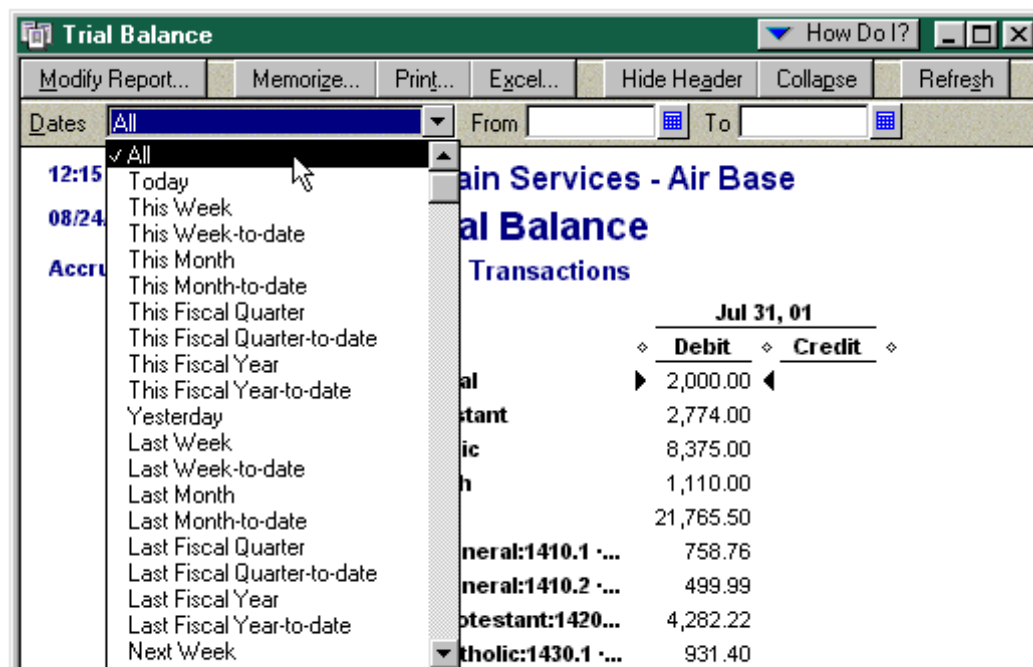 Trial Balance How Do I?
Modify Report... Memorize... Print... Excel... Hide Header Collapse Refresh
Dates All From To
All
Today
This Week
This Week-to-date
This Month
This Month-to-date
This Fiscal Quarter
This Fiscal Quarter-to-date
This Fiscal Year
This Fiscal Year-to-date
Yesterday
Last Week
Last Week-to-date
Last Month
Last Month-to-date
Last Fiscal Quarter
Last Fiscal Quarter-to-date
Last Fiscal Year
Last Fiscal Year-to-date
Next Week
12:15 ain Services - Air Base
08/24 al Balance
Accru Transactions
Jul 31, 01
Debit Credit
al 2,000.00
stant 2,774.00
ic 8,375.00
h 1,110.00
21,765.50
neral:1410.1 ·... 758.76
neral:1410.2 ·... 499.99
otestant:1420... 4,282.22
tholic:1430.1 ·... 931.40